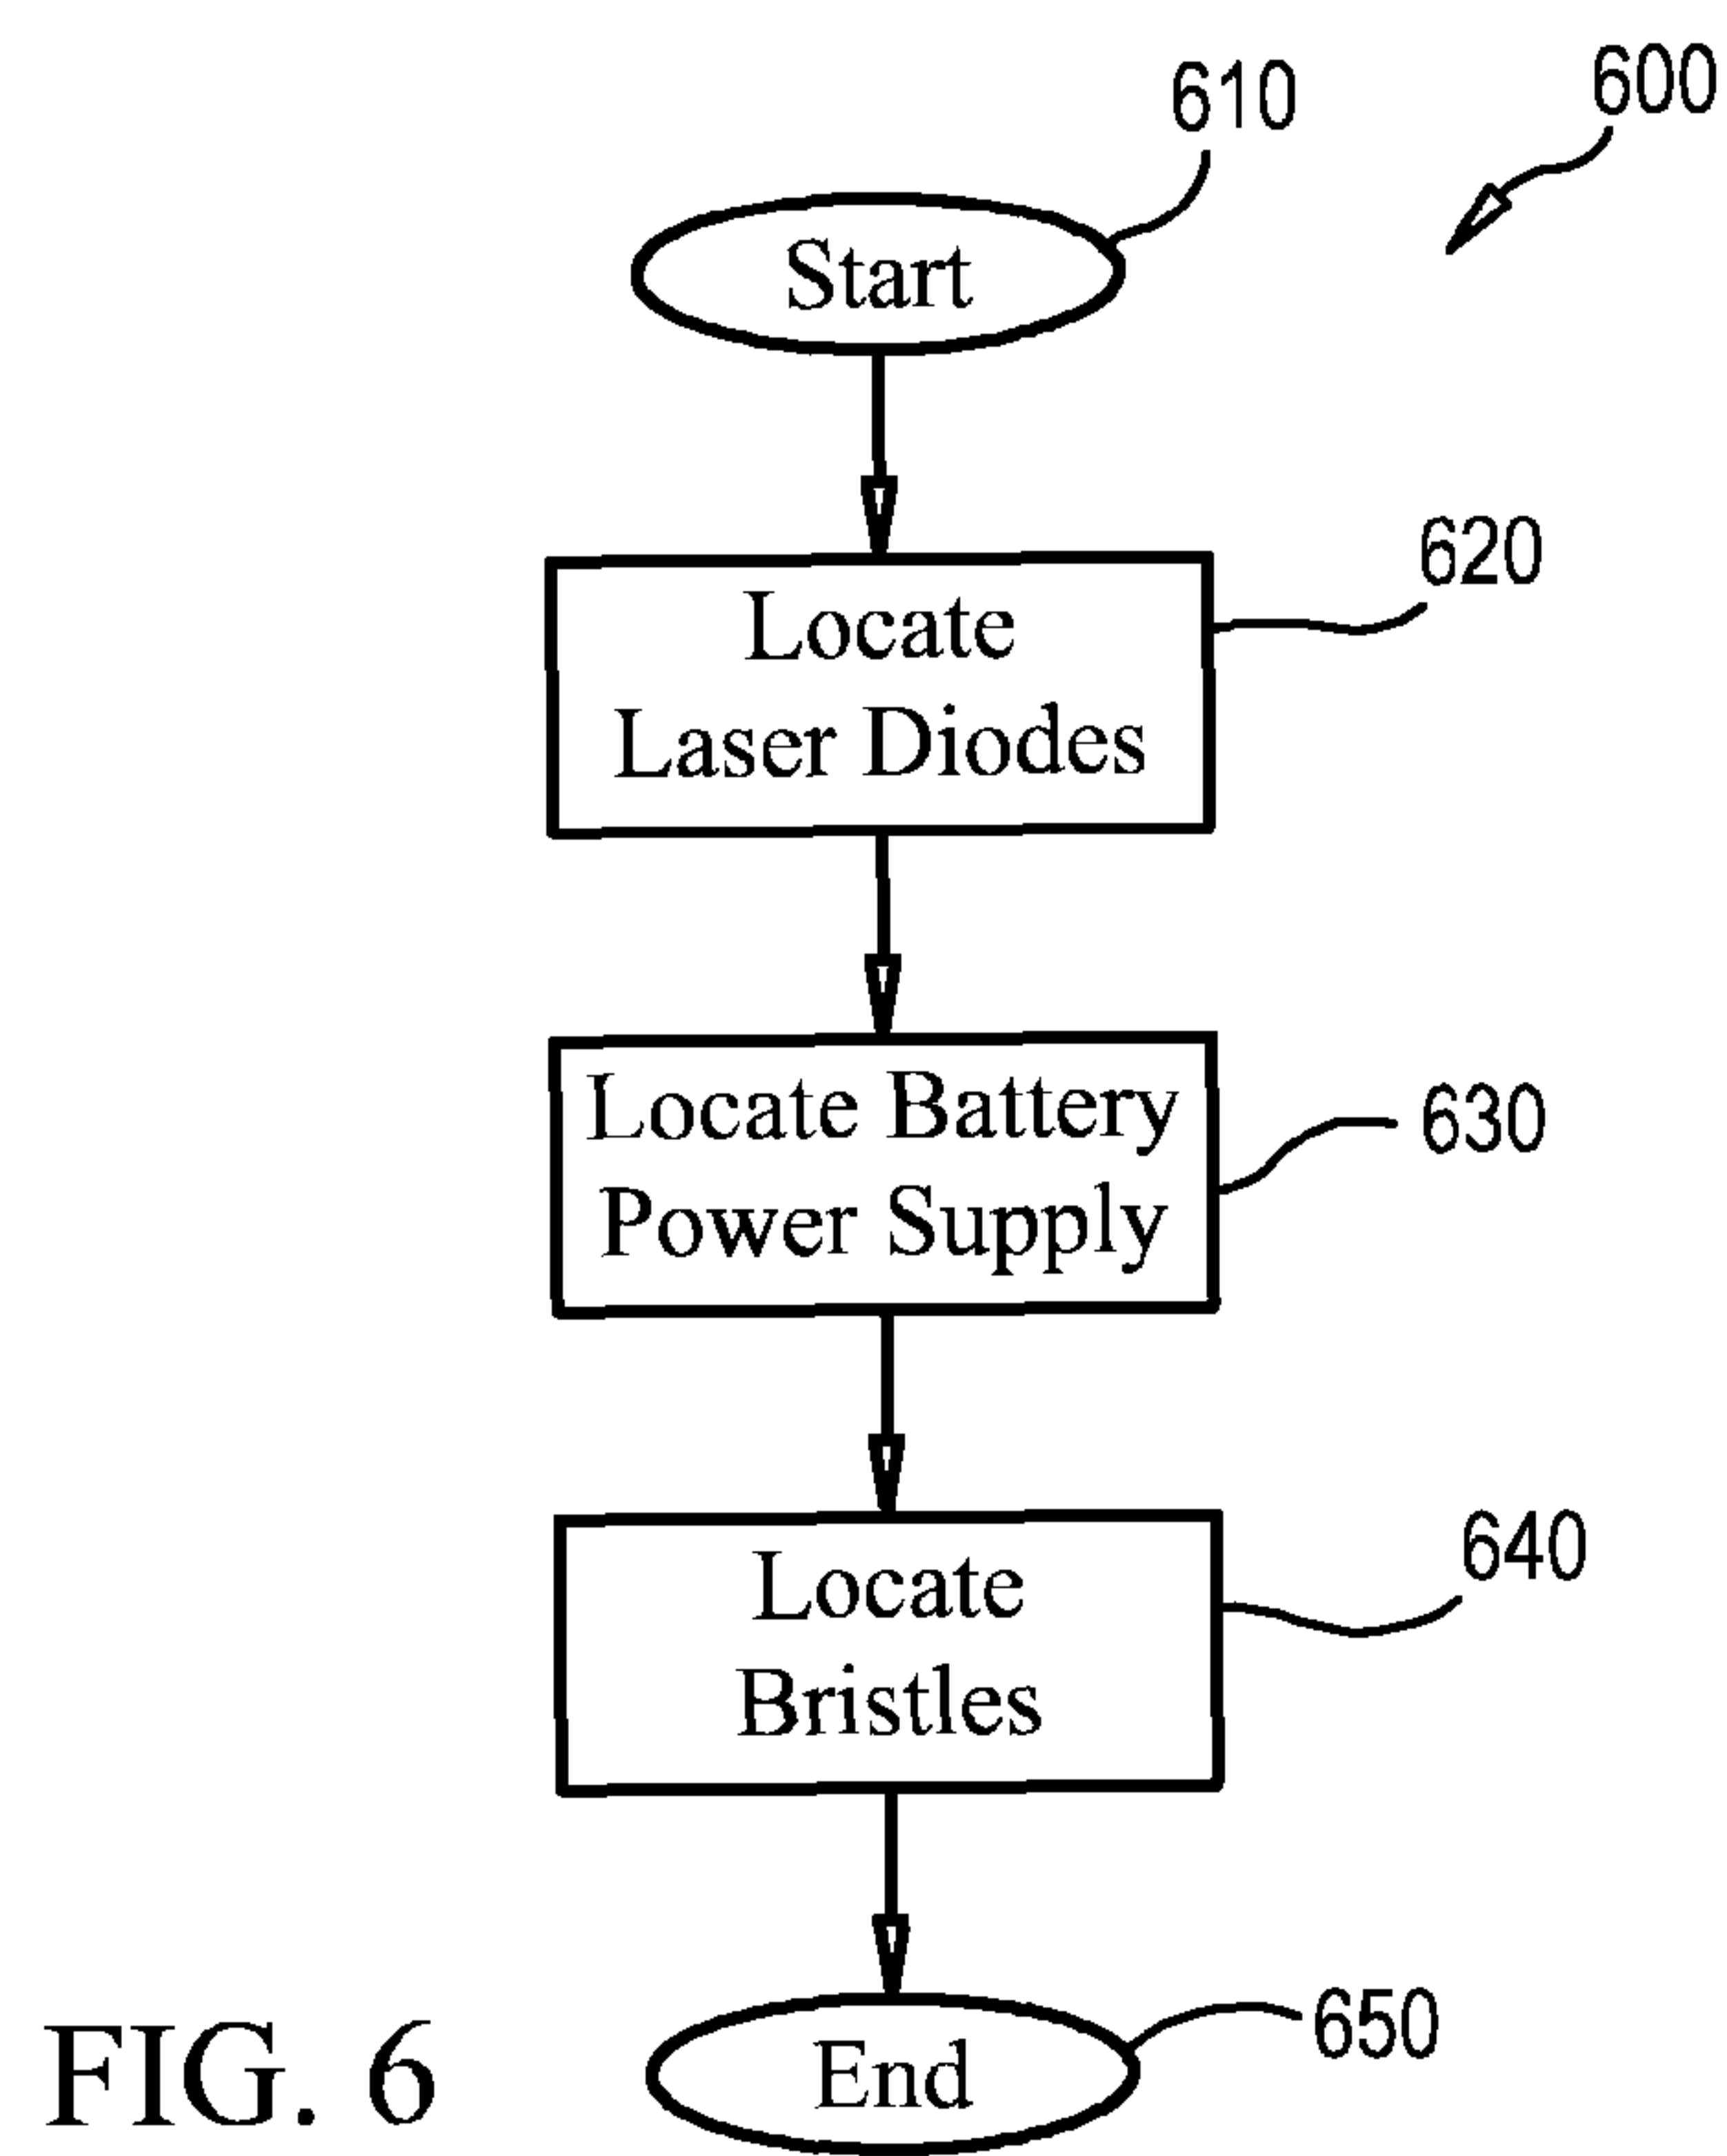 600
610
Start
620
Locate
Laser Diodes
630
Locate Battery
Power Supply
640
Locate
Bristles
650
End
FIG. 6